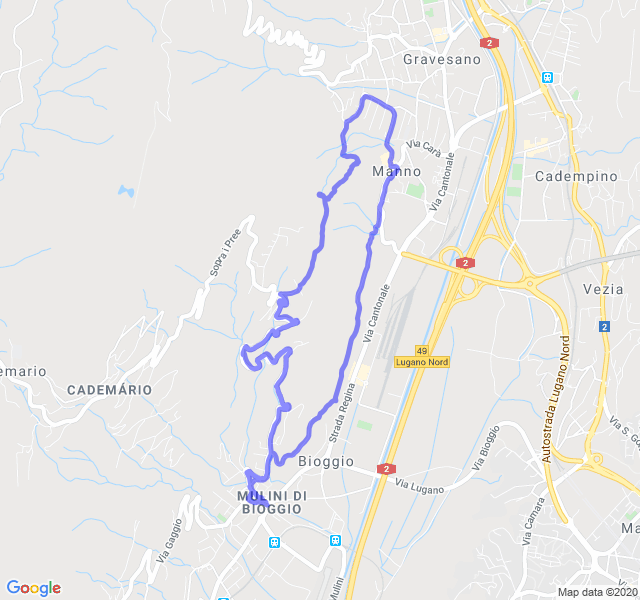 2
Gravesano
Via Carà
Manno
Via Cantonale
Cadempino
Sopra i Pree
2
Vezia
Via Cantonale
2
49
Lugano Nord
emario
CADEMARIO
Autostrada Lugano Nord
Strada Regina
Via Bioggio
Via S. Go
Bioggio
2
Via Lugano
MULINI DI
BIOGGIO
Via Camara
Ma
Via Gaggio
Mulini
Google
Map data ©2020